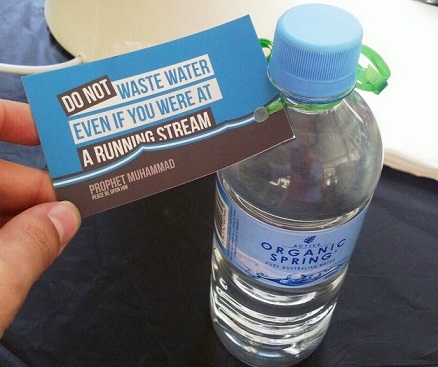 DO NOT WASTE WATER
EVEN IF YOU WERE AT
A RUNNING STREAM
PROPHET MUHAMMAD
PEACE BE UPON HIM
ACTIVE
ORGANIC
SPRING
PURE AUSTRALIAN WATER